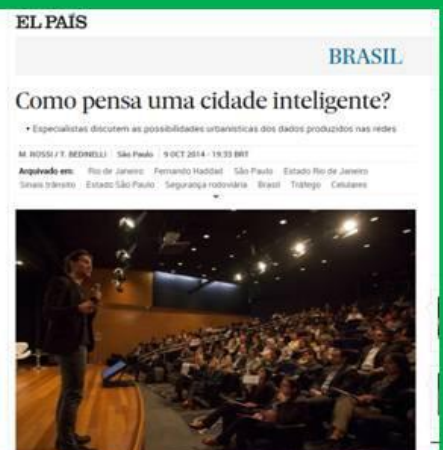 EL PAÍS
BRASIL
Como pensa uma cidade inteligente?
• Especialistas discutem as possibilidades urbanísticas dos dados produzidos nas redes
M. ROSSI / T. BEDINELLI | São Paulo | 9 OCT 2014 - 19:33 BRT
Arquivado em: Rio de Janeiro Fernando Haddad São Paulo Estado Rio de Janeiro
Sinais trânsito Estado São Paulo Segurança rodoviária Brasil Tráfego Celulares